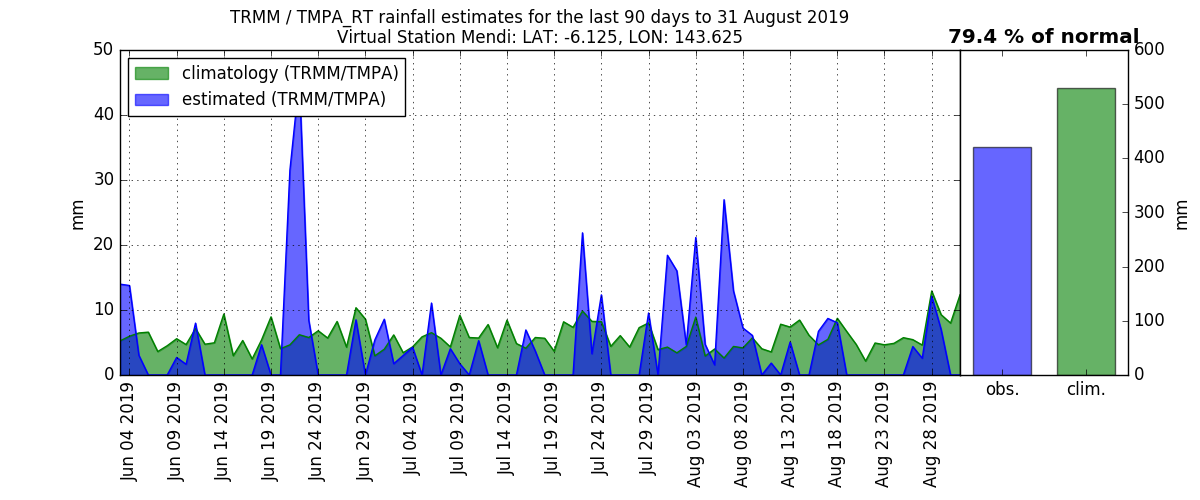 TRMM / TMPA_RT rainfall estimates for the last 90 days to 31 August 2019
Virtual Station Mendi: LAT: -6.125, LON: 143.625
79.4 % of normal
climatology (TRMM/TMPA)
estimated (TRMM/TMPA)
50
40
30
20
10
0
mm
Jun 04 2019
Jun 09 2019
Jun 14 2019
Jun 19 2019
Jun 24 2019
Jun 29 2019
Jul 04 2019
Jul 09 2019
Jul 14 2019
Jul 19 2019
Jul 24 2019
Jul 29 2019
Aug 03 2019
Aug 08 2019
Aug 13 2019
Aug 18 2019
Aug 23 2019
Aug 28 2019
600
500
400
300
200
100
0
mm
obs.
clim.